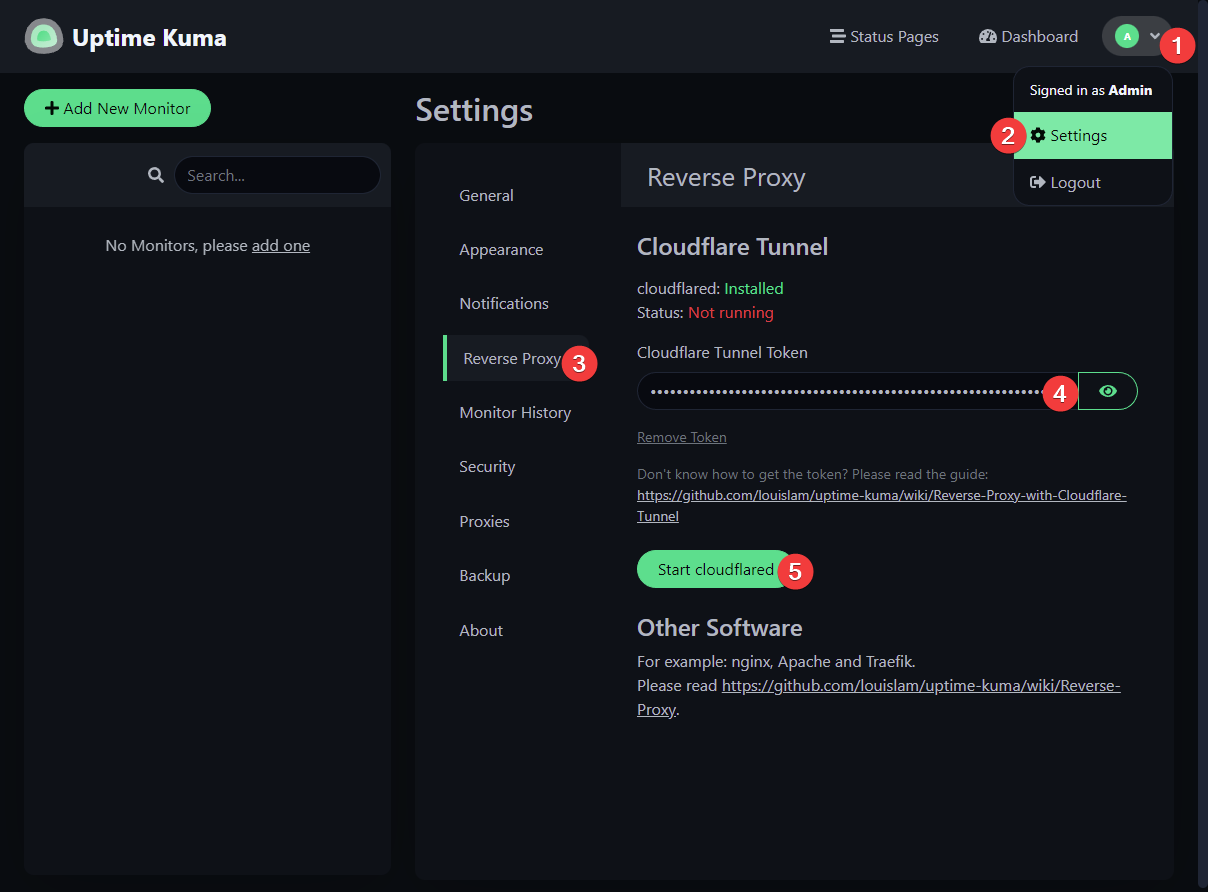 Uptime Kuma
Status Pages
Dashboard
A
1
Signed in as Admin
2
Settings
Logout
Add New Monitor
Search...
No Monitors, please add one
Settings
General
Appearance
Notifications
Reverse Proxy
3
Monitor History
Security
Proxies
Backup
About
Reverse Proxy
Cloudflare Tunnel
cloudflared: Installed
Status: Not running
Cloudflare Tunnel Token
4
Remove Token
Don't know how to get the token? Please read the guide:
https://github.com/louislam/uptime-kuma/wiki/Reverse-Proxy-with-Cloudflare-
Tunnel
Start cloudflared
5
Other Software
For example: nginx, Apache and Traefik.
Please read https://github.com/louislam/uptime-kuma/wiki/Reverse-
Proxy.